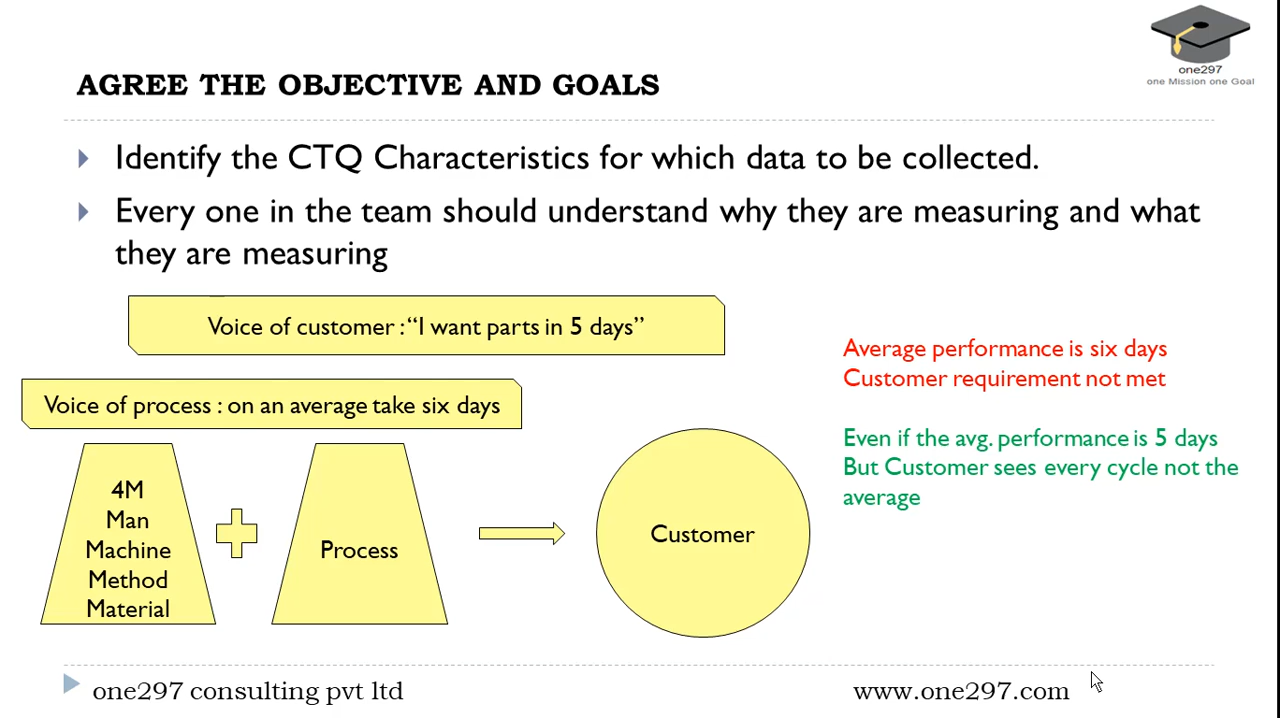 one297
one Mission one Goal
AGREE THE OBJECTIVE AND GOALS
Identify the CTQ Characteristics for which data to be collected.
Every one in the team should understand why they are measuring and what
they are measuring
Voice of customer : “I want parts in 5 days”
Voice of process : on an average take six days
4M
Man
Machine
Method
Material
Process
Customer
Average performance is six days
Customer requirement not met
Even if the avg. performance is 5 days
But Customer sees every cycle not the
average
one297 consulting pvt ltd
www.one297.com